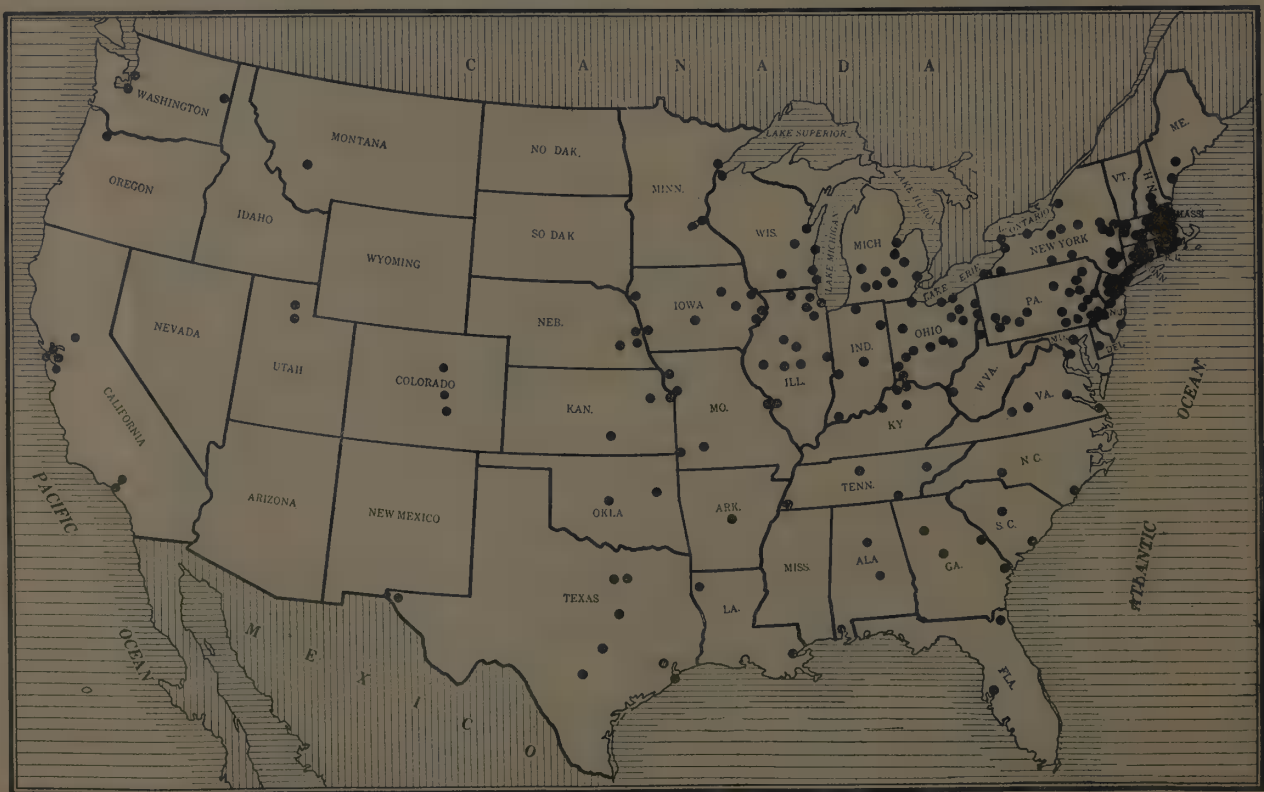 CANADA
WASHINGTON
MONTANA
NO DAK.
MINN.
LAKE SUPERIOR
ME.
OREGON
IDAHO
SO DAK
WIS.
LAKE MICHIGAN
MICH
LAKE HURON
L. ONTARIO
VT.
N. H.
MASS
WYOMING
NEW YORK
R. I.
LAKE ERIE
NEVADA
UTAH
COLORADO
NEB.
IOWA
ILL.
IND.
OHIO
PA.
N. J.
DEL.
MD.
W VA.
VA.
CALIFORNIA
KAN.
MO.
KY
ARIZONA
NEW MEXICO
OKLA
ARK.
TENN.
N C
S. C.
TEXAS
LA.
MISS.
ALA
GA.
FLA.
PACIFIC
OCEAN
MEXICO
ATLANTIC
OCEAN